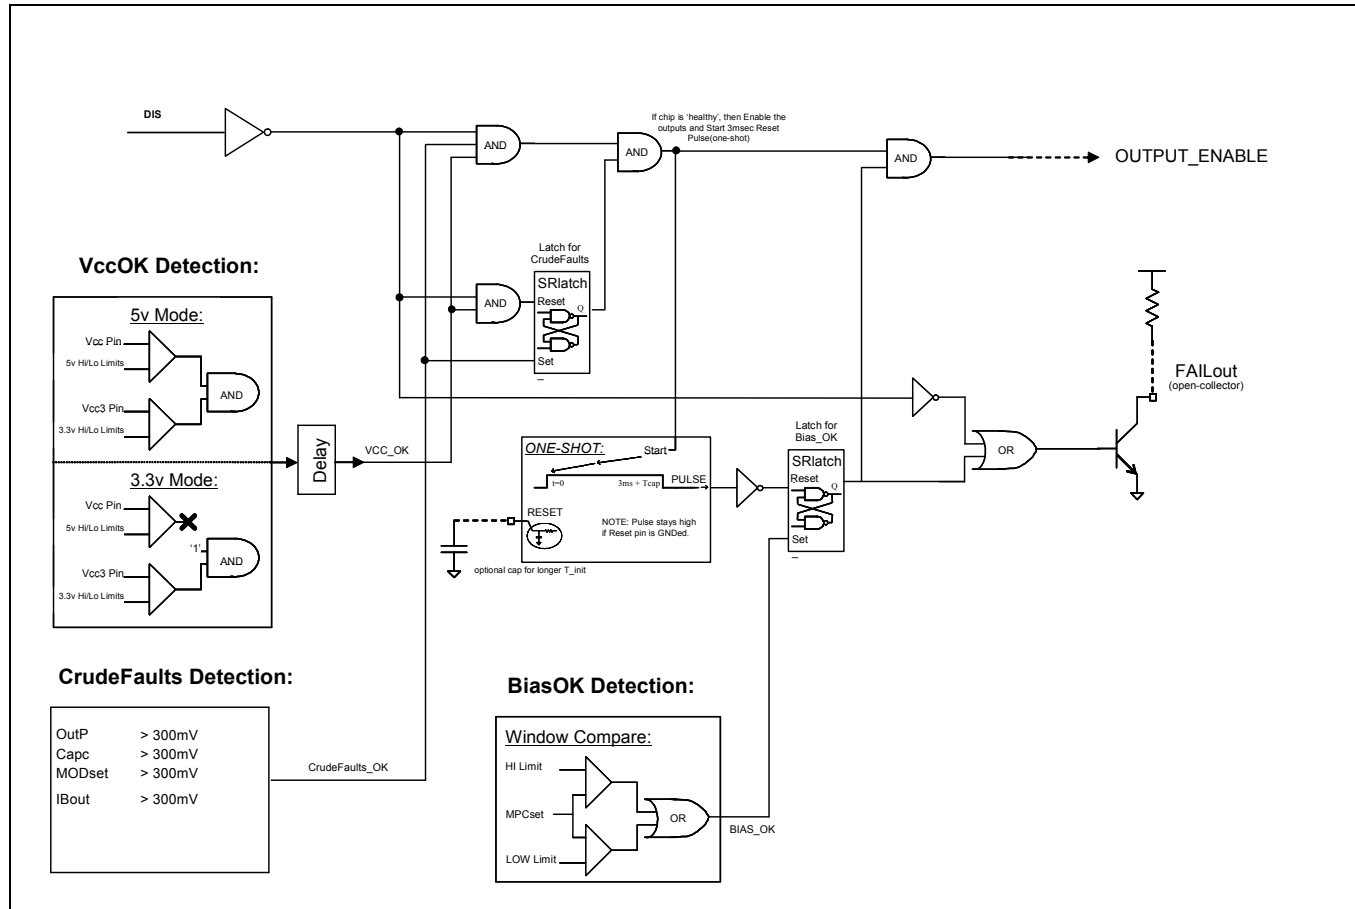 DIS
AND
AND
If chip is 'healthy', then Enable the
outputs and Start 3msec Reset
Pulse(one-shot)
AND
OUTPUT_ENABLE
Latch for
CrudeFaults
SRlatch
Reset
Q
Set
AND
VccOK Detection:
5v Mode:
Vcc Pin
5v Hi/Lo Limits
AND
Vcc3 Pin
3.3v Hi/Lo Limits
3.3v Mode:
Vcc Pin
5v Hi/Lo Limits
'1'
AND
Vcc3 Pin
3.3v Hi/Lo Limits
Delay
VCC_OK
FAILout
(open-collector)
OR
ONE-SHOT:
Start
t=0
3ms + Tcap
PULSE
RESET
NOTE: Pulse stays high
if Reset pin is GNDed.
optional cap for longer T_init
Latch for
Bias_OK
SRlatch
Reset
Q
Set
CrudeFaults Detection:
OutP > 300mV
Capc > 300mV
MODset > 300mV
IBout > 300mV
CrudeFaults_OK
BiasOK Detection:
Window Compare:
HI Limit
MPCset
OR
LOW Limit
BIAS_OK